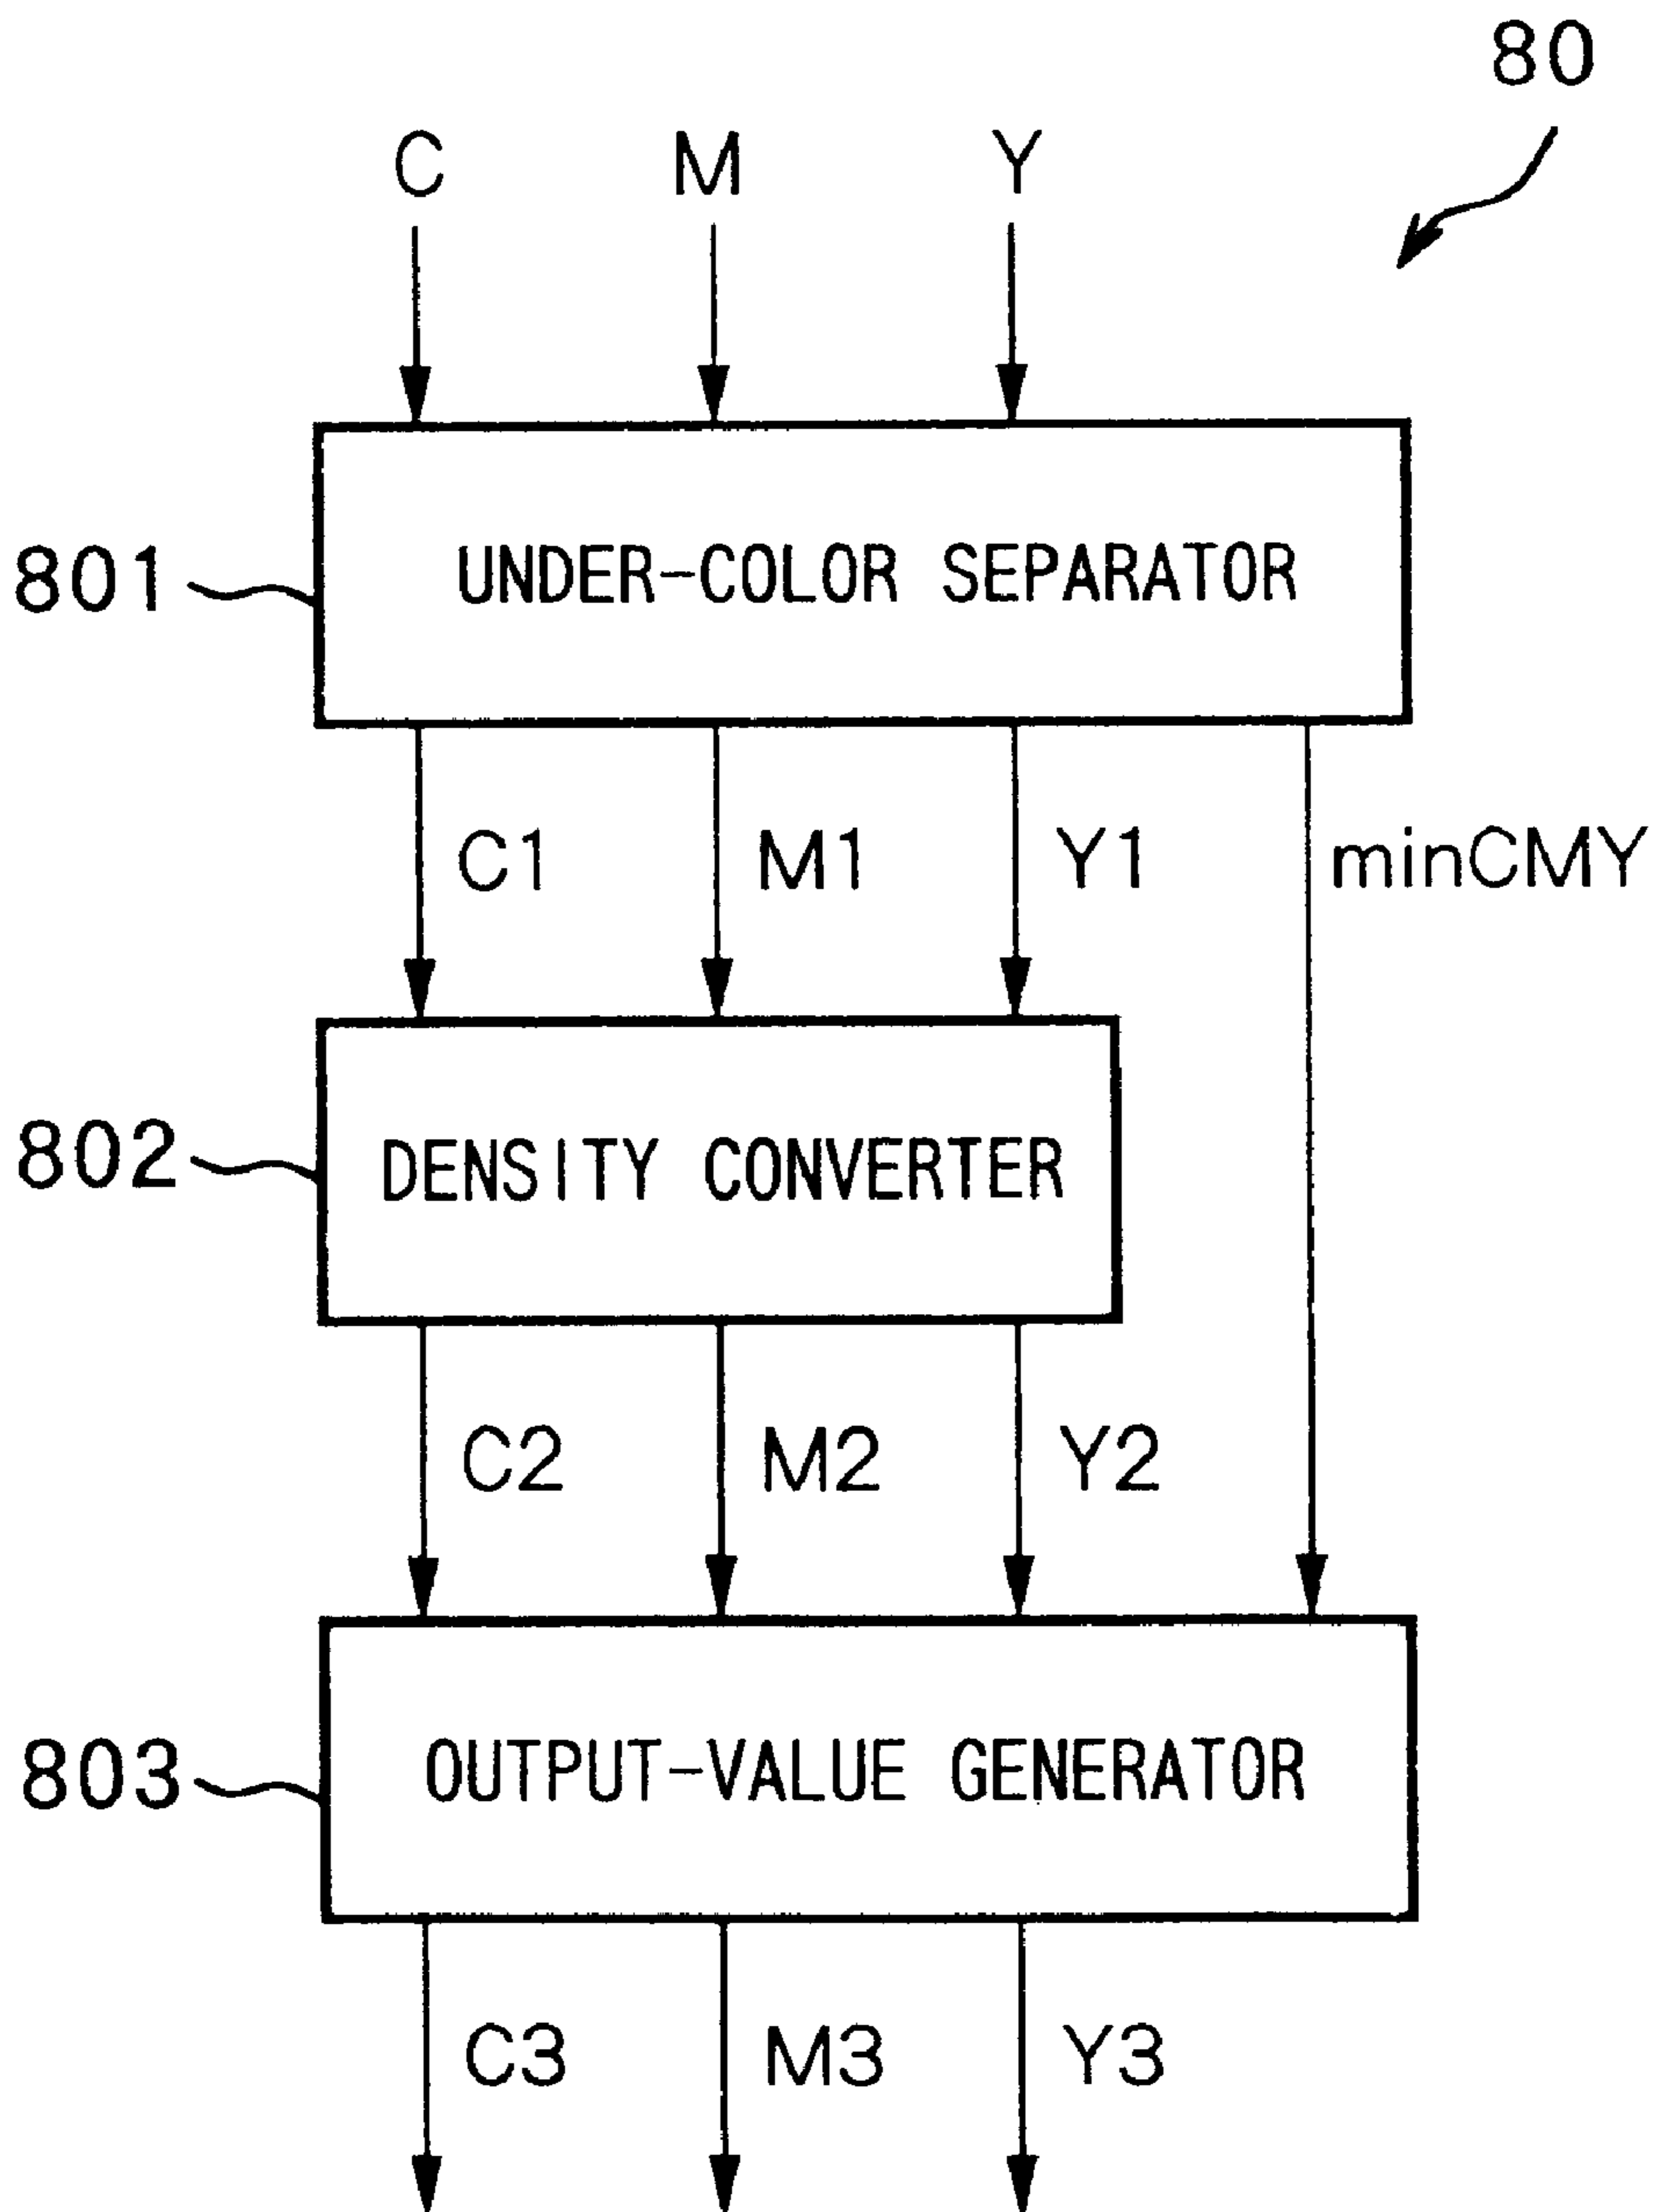 80
C M Y
801 UNDER-COLOR SEPARATOR
C1 M1 Y1 minCMY
802 DENSITY CONVERTER
C2 M2 Y2
803 OUTPUT-VALUE GENERATOR
C3 M3 Y3